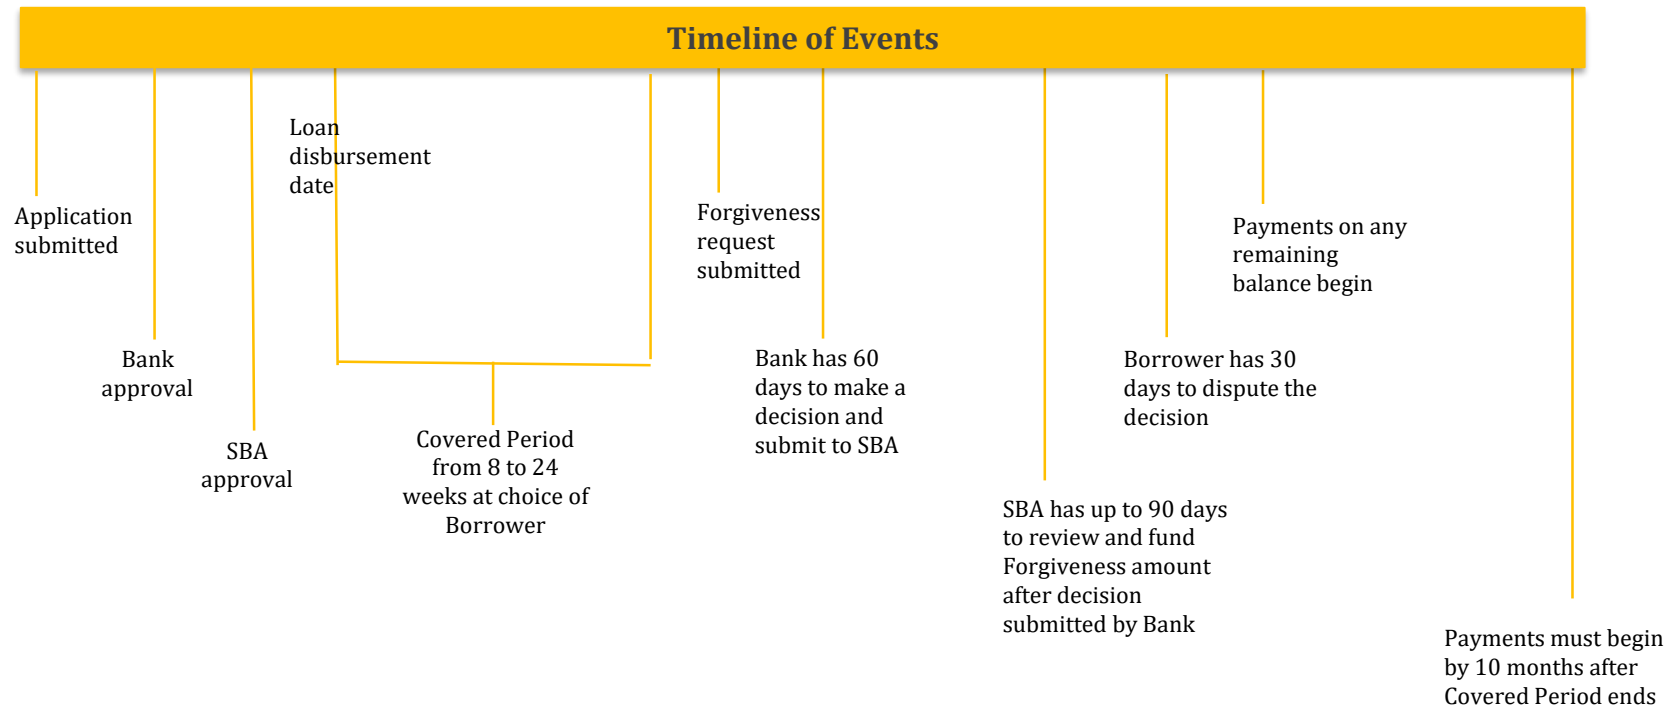 Timeline of Events
Application
submitted
Bank
approval
SBA
approval
Loan
disbursement
date
Covered Period
from 8 to 24
weeks at choice of
Borrower
Forgiveness
request
submitted
Bank has 60
days to make a
decision and
submit to SBA
SBA has up to 90 days
to review and fund
Forgiveness amount
after decision
submitted by Bank
Borrower has 30
days to dispute the
decision
Payments on any
remaining
balance begin
Payments must begin
by 10 months after
Covered Period ends